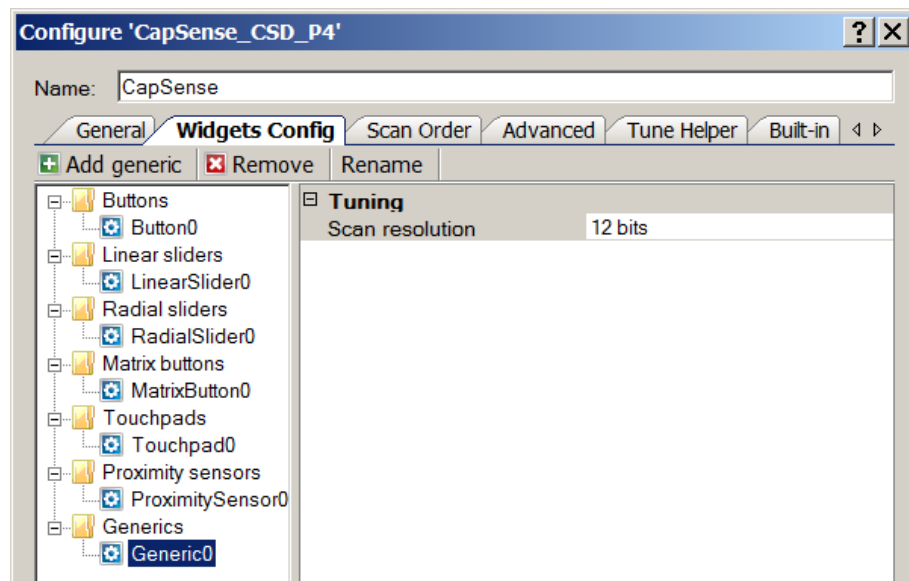 Configure 'CapSense_CSD_P4'
? X
Name: CapSense
General Widgets Config Scan Order Advanced Tune Helper Built-in
Add generic Remove Rename
Buttons
Button0
Linear sliders
LinearSlider0
Radial sliders
RadialSlider0
Matrix buttons
MatrixButton0
Touchpads
Touchpad0
Proximity sensors
ProximitySensor0
Generics
Generic0
Tuning
Scan resolution 12 bits